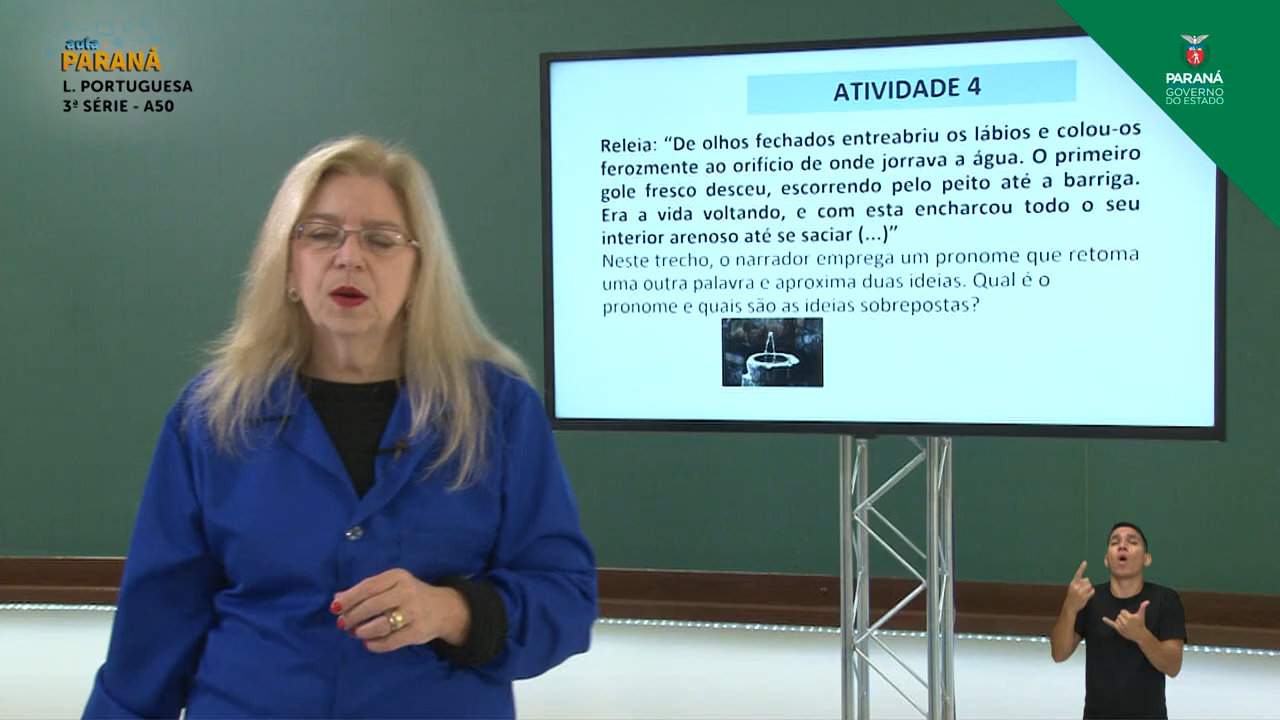 aula
PARANÁ
L. PORTUGUESA
3ª SÉRIE - A50
ATIVIDADE 4
Releia: “De olhos fechados entreabriu os lábios e colou-os
ferozmente ao orifício de onde jorrava a água. O primeiro
gole fresco desceu, escorrendo pelo peito até a barriga.
Era a vida voltando, e com esta encharcou todo o seu
interior arenoso até se saciar (...)”
Neste trecho, o narrador emprega um pronome que retoma
uma outra palavra e aproxima duas ideias. Qual é o
pronome e quais são as ideias sobrepostas?
PARANÁ
GOVERNO
DO ESTADO